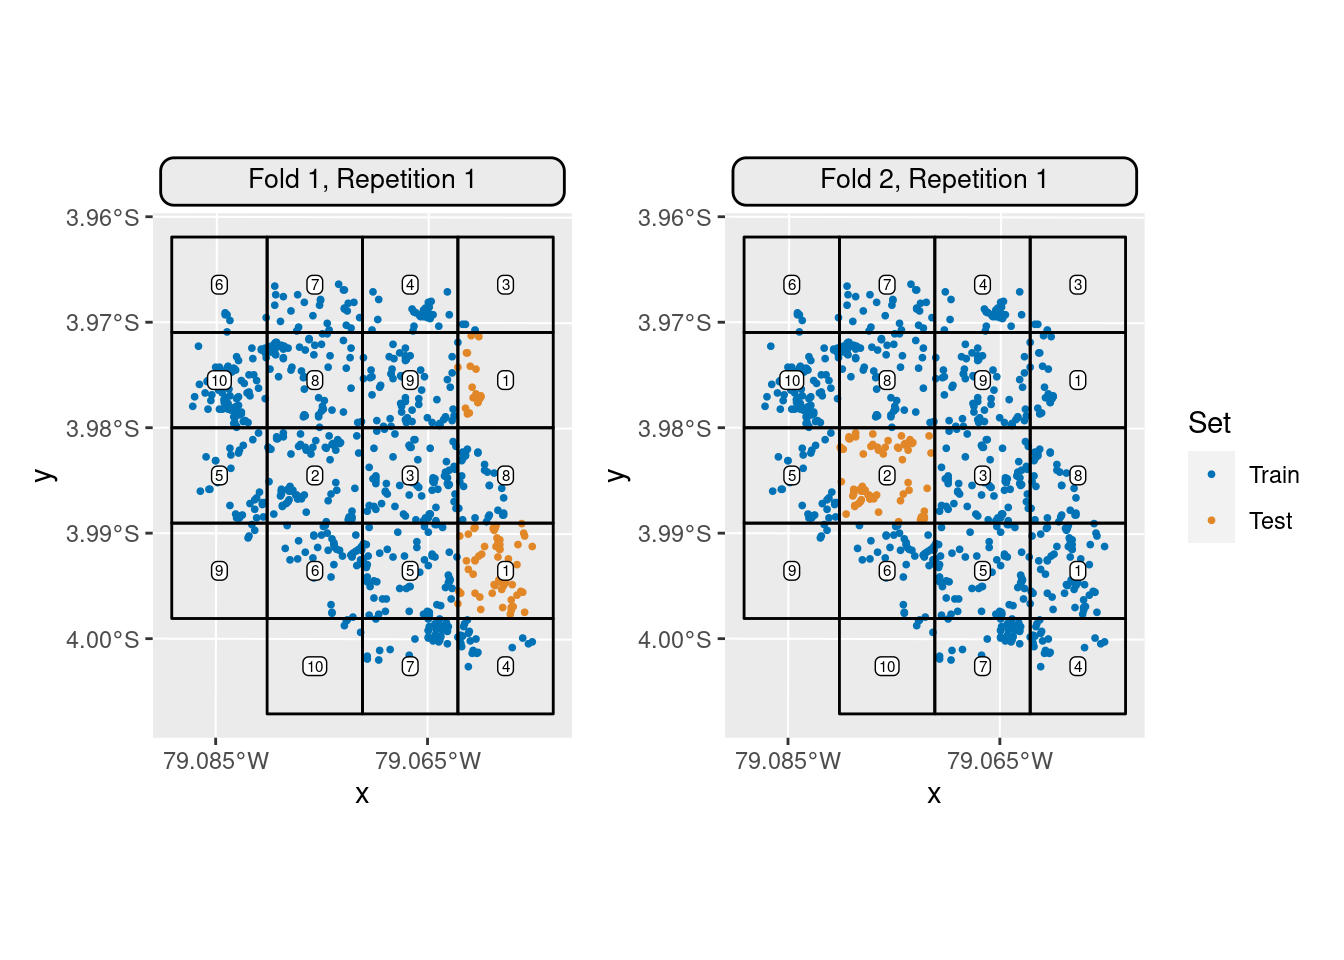 Fold 1, Repetition 1
3.96°S
3.97°S
3.98°S
3.99°S
4.00°S
y
6 7 4 3
10 8 9 1
5 2 3 8
9 6 5 1
10 7 4
79.085°W 79.065°W
x
Fold 2, Repetition 1
3.96°S
3.97°S
3.98°S
3.99°S
4.00°S
y
6 7 4 3
10 8 9 1
5 2 3 8
9 6 5 1
10 7 4
79.085°W 79.065°W
x
Set
Train
Test